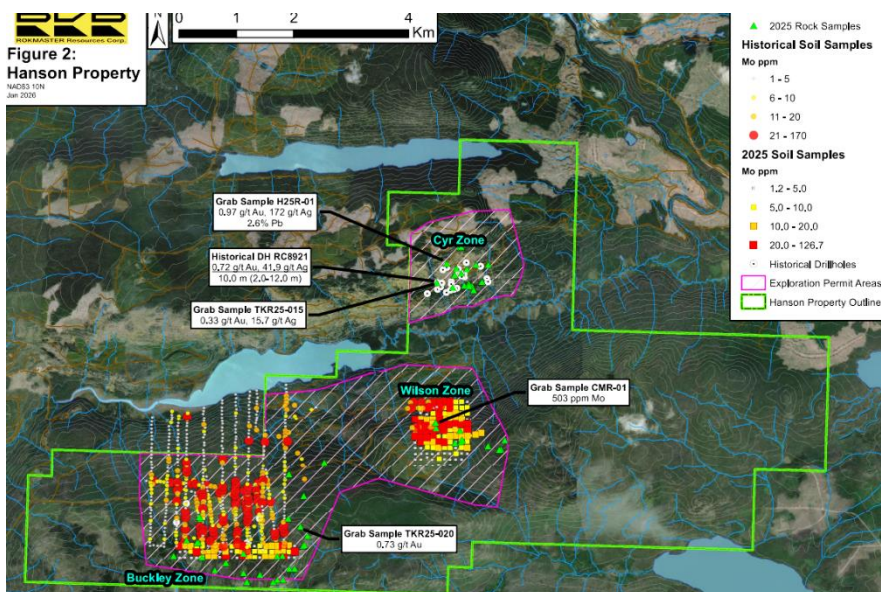 ROKMASTER Resources Corp.
Figure 2:
Hanson Property
NAD83 10N
Jan 2026
N
0 2 4
Km
2025 Rock Samples
Historical Soil Samples
Mo ppm
1 - 5
6 - 10
11 - 20
21 - 170
2025 Soil Samples
Mo ppm
1.2 - 5.0
5.0 - 10.0
10.0 - 20.0
20.0 - 126.7
Historical Drillholes
Exploration Permit Areas
Hanson Property Outline
Grab Sample H25R-01
0.97 g/t Au, 172 g/t Ag
2.6% Pb
Cyr Zone
Historical DH RC8921
0.72 g/t Au, 41.9 g/t Ag
10.0 m (2.0-12.0 m)
Grab Sample TKR25-015
0.33 g/t Au, 15.7 g/t Ag
Wilson Zone
Grab Sample CMR-01
503 ppm Mo
Grab Sample TKR25-020
0.73 g/t Au
Buckley Zone